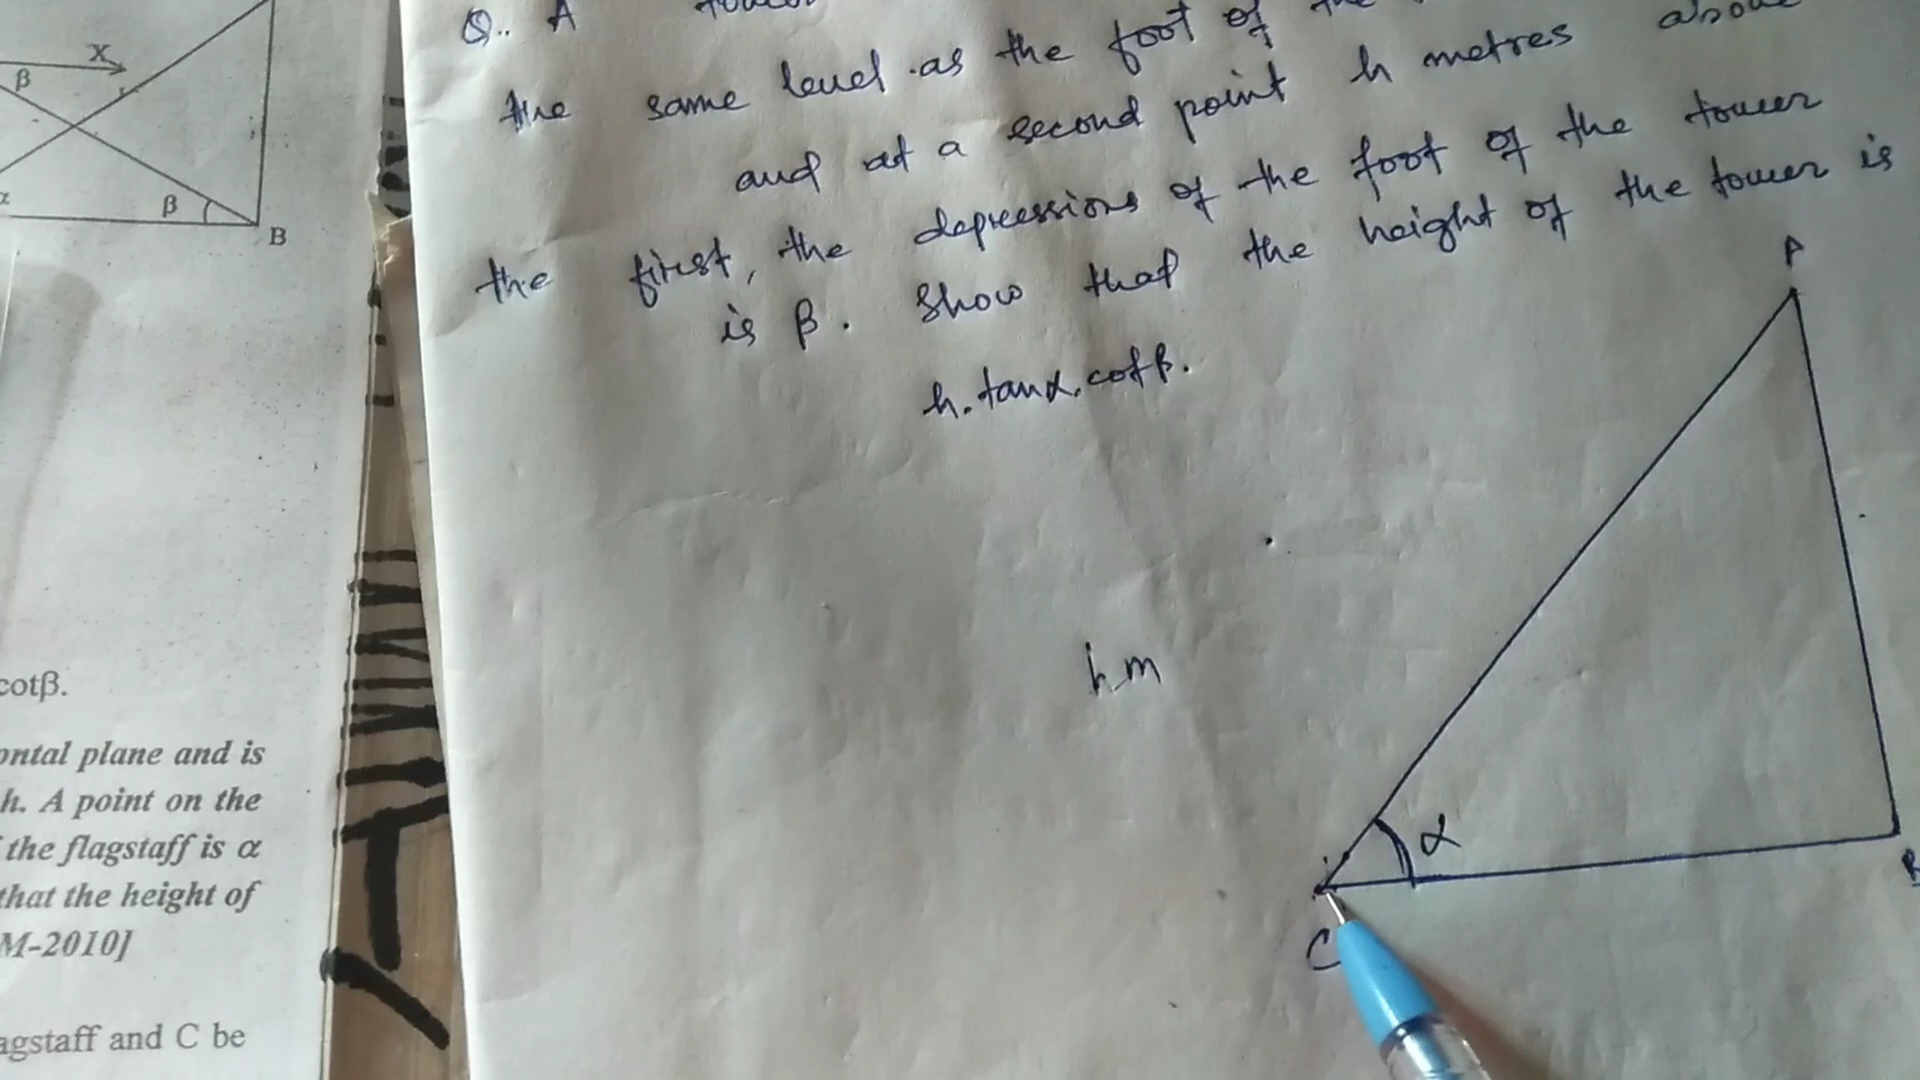 X
β
β
B
cotβ.
ontal plane and is
h. A point on the
the flagstaff is α
that the height of
M-2010]
agstaff and C be
Q.. A
the same level as the foot of the
and at a second point h metres above
the first, the depressions of the foot of the tower
is β. Show that the height of the tower is
h. tanα. cotβ.
A
h m
α
C
B